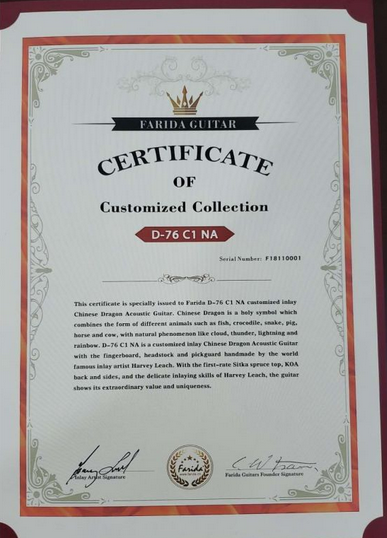 FARIDA GUITAR
CERTIFICATE
OF
Customized Collection
D-76 C1 NA
Serial Number: F18110001
This certificate is specially issued to Farida D-76 C1 NA customized inlay
Chinese Dragon Acoustic Guitar. Chinese Dragon is a holy symbol which
combines the form of different animals such as fish, crocodile, snake, pig,
horse and cow, with natural phenomenon like cloud, thunder, lightning and
rainbow. D-76 C1 NA is a customized inlay Chinese Dragon Acoustic Guitar
with the fingerboard, headstock and pickguard handmade by the world
famous inlay artist Harvey Leach. With the first-rate Sitka spruce top, KOA
back and sides, and the delicate inlaying skills of Harvey Leach, the guitar
shows its extraordinary value and uniqueness.
Inlay Artist Signature
Farida
Farida Guitars Founder Signature